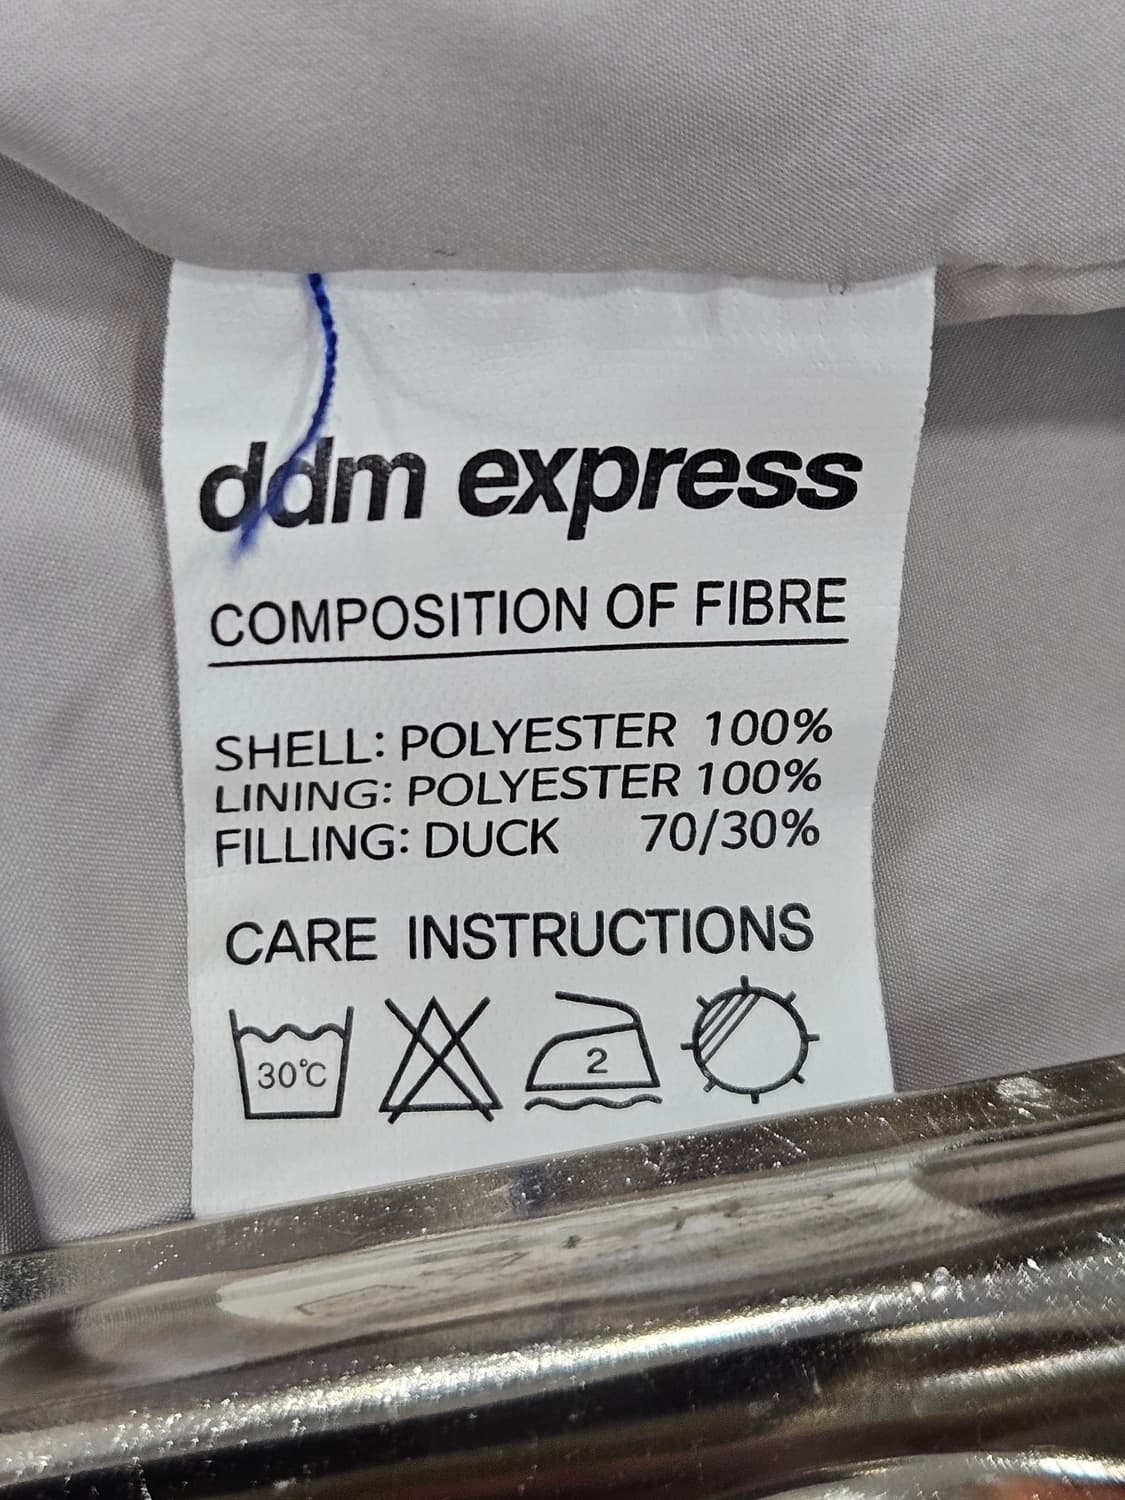 ddm express
COMPOSITION OF FIBRE
SHELL: POLYESTER 100%
LINING: POLYESTER 100%
FILLING: DUCK 70/30%
CARE INSTRUCTIONS
30℃
2